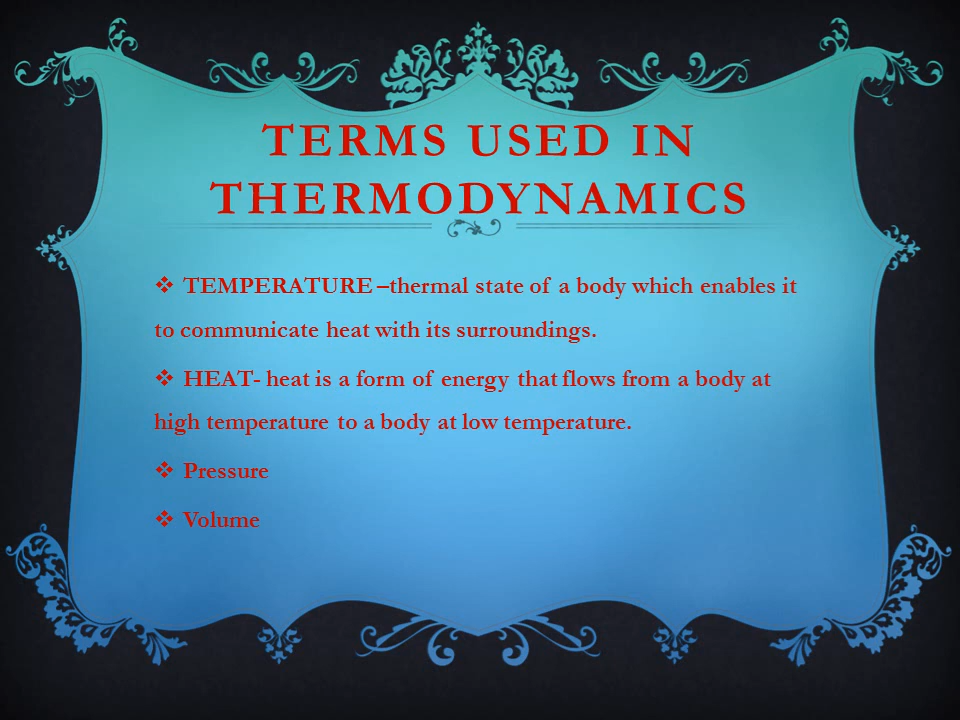 TERMS USED IN
THERMODYNAMICS
❖ TEMPERATURE –thermal state of a body which enables it
to communicate heat with its surroundings.
❖ HEAT- heat is a form of energy that flows from a body at
high temperature to a body at low temperature.
❖ Pressure
❖ Volume